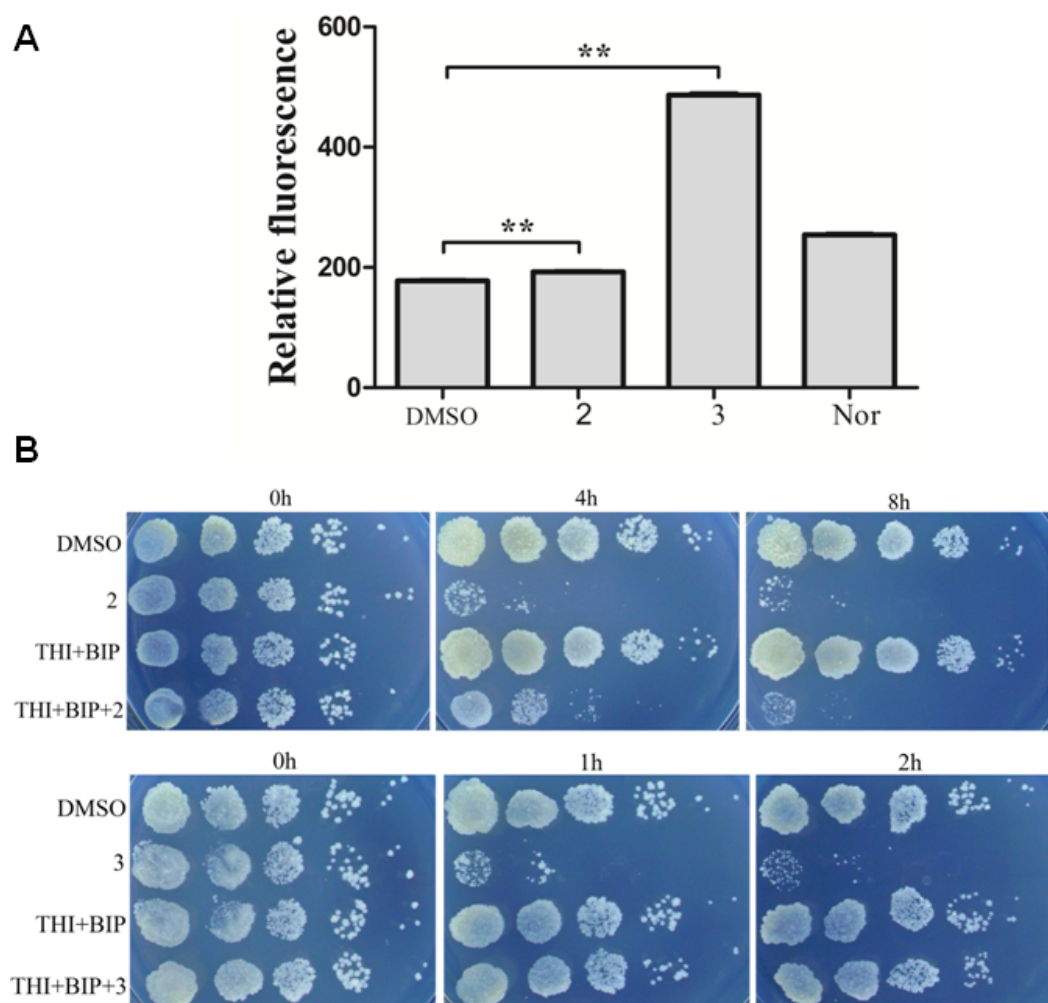 A
Relative fluorescence
600
400
200
0
**
**
DMSO 2 3 Nor
B
0h 4h 8h
DMSO
2
THI+BIP
THI+BIP+2
0h 1h 2h
DMSO
3
THI+BIP
THI+BIP+3